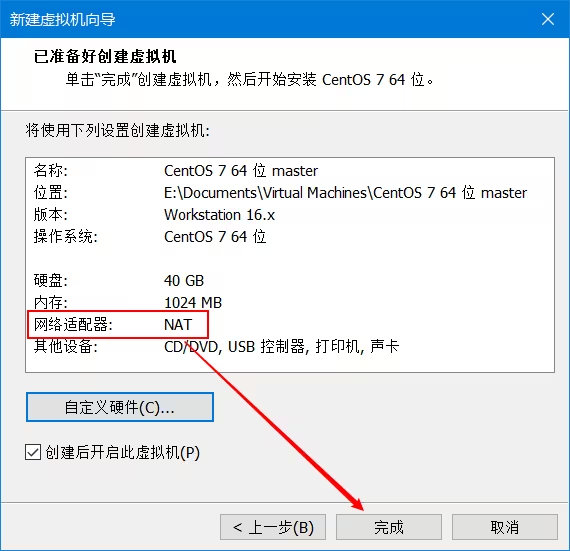 新建虚拟机向导
已准备好创建虚拟机
单击“完成”创建虚拟机，然后开始安装 CentOS 7 64 位。
将使用下列设置创建虚拟机:
名称: CentOS 7 64 位 master
位置: E:\Documents\Virtual Machines\CentOS 7 64 位 master
版本: Workstation 16.x
操作系统: CentOS 7 64 位
硬盘: 40 GB
内存: 1024 MB
网络适配器: NAT
其他设备: CD/DVD, USB 控制器, 打印机, 声卡
自定义硬件(C)...
创建后开启此虚拟机(P)
< 上一步(B) 完成 取消